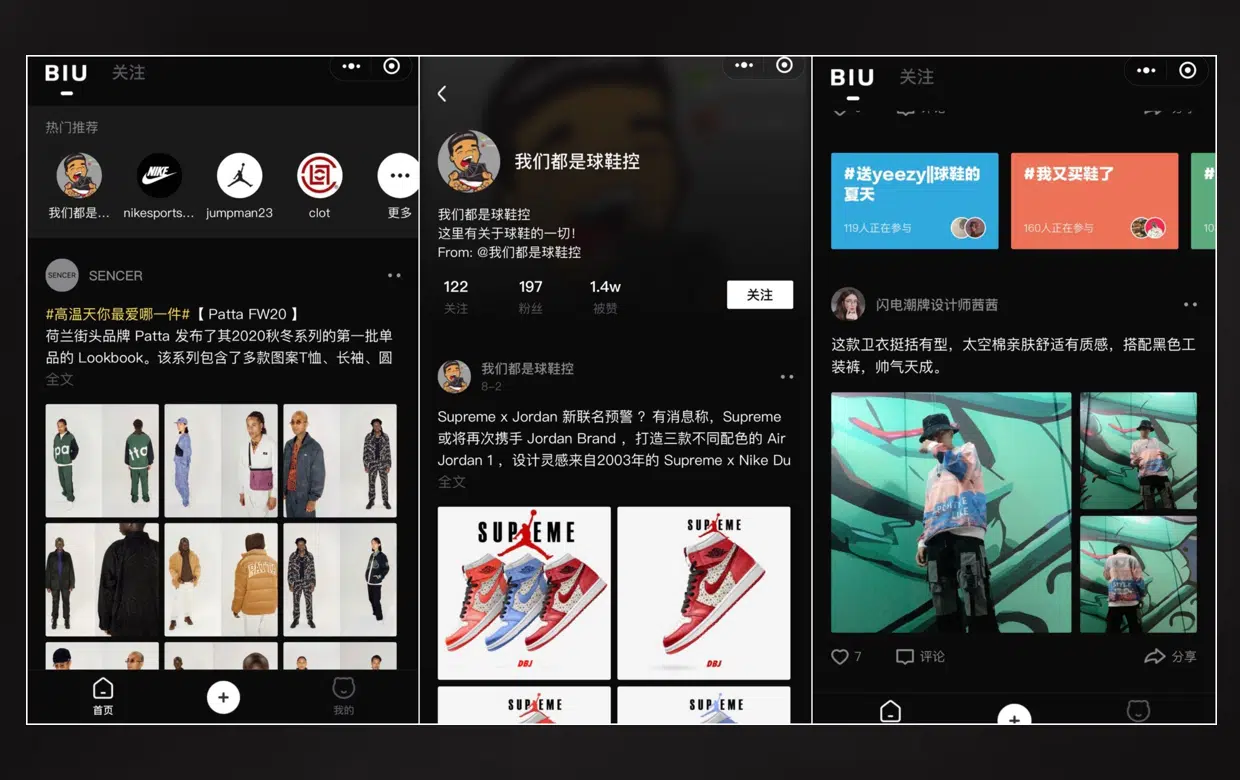 BIU 关注
热门推荐
NIKE
我们都是... nikesports... jumpman23 clot 更多
SENCER SENCER
#高温天你最爱哪一件#【 Patta FW20 】
荷兰街头品牌 Patta 发布了其2020秋冬系列的第一批单
品的 Lookbook。该系列包含了多款图案T恤、长袖、圆
全文
首页
我的
我们都是球鞋控
我们都是球鞋控
这里有关于球鞋的一切!
From: @我们都是球鞋控
122 197 1.4w
关注 粉丝 被赞
关注
我们都是球鞋控
8-2
Supreme x Jordan 新联名预警 ? 有消息称，Supreme
或将再次携手 Jordan Brand ，打造三款不同配色的 Air
Jordan 1 ，设计灵感来自2003年的 Supreme x Nike Du
全文
SUPREME
SUPREME
DBJ
DBJ
SUPREME
SUPREME
BIU 关注
#送yeezy||球鞋的
夏天
119人正在参与
#我又买鞋了
160人正在参与
#
10
闪电潮牌设计师茜茜
这款卫衣挺括有型，太空棉亲肤舒适有质感，搭配黑色工
装裤，帅气天成。
7 评论 分享